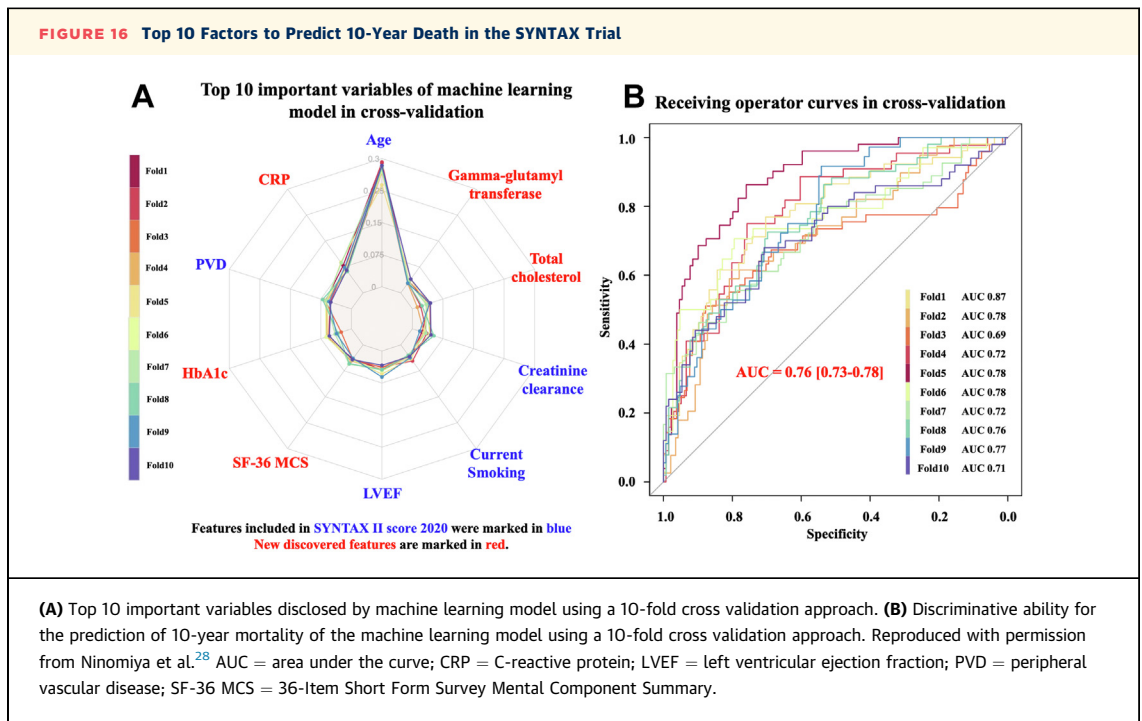 FIGURE 16 Top 10 Factors to Predict 10-Year Death in the SYNTAX Trial
A
Top 10 important variables of machine learning
model in cross-validation
Age
Gamma-glutamyl
transferase
Total
cholesterol
Creatinine
clearance
Current
Smoking
LVEF
SF-36 MCS
HbA1c
PVD
CRP
0.3
0.15
0.075
0
Fold1
Fold2
Fold3
Fold4
Fold5
Fold6
Fold7
Fold8
Fold9
Fold10
Features included in SYNTAX II score 2020 were marked in blue
New discovered features are marked in red.
B
Receiving operator curves in cross-validation
Sensitivity
1.0
0.8
0.6
0.4
0.2
0.0
1.0 0.8 0.6 0.4 0.2 0.0
Specificity
AUC = 0.76 [0.73-0.78]
Fold1 AUC 0.87
Fold2 AUC 0.78
Fold3 AUC 0.69
Fold4 AUC 0.72
Fold5 AUC 0.78
Fold6 AUC 0.78
Fold7 AUC 0.72
Fold8 AUC 0.76
Fold9 AUC 0.77
Fold10 AUC 0.71
(A) Top 10 important variables disclosed by machine learning model using a 10-fold cross validation approach. (B) Discriminative ability for
the prediction of 10-year mortality of the machine learning model using a 10-fold cross validation approach. Reproduced with permission
from Ninomiya et al.28 AUC = area under the curve; CRP = C-reactive protein; LVEF = left ventricular ejection fraction; PVD = peripheral
vascular disease; SF-36 MCS = 36-Item Short Form Survey Mental Component Summary.